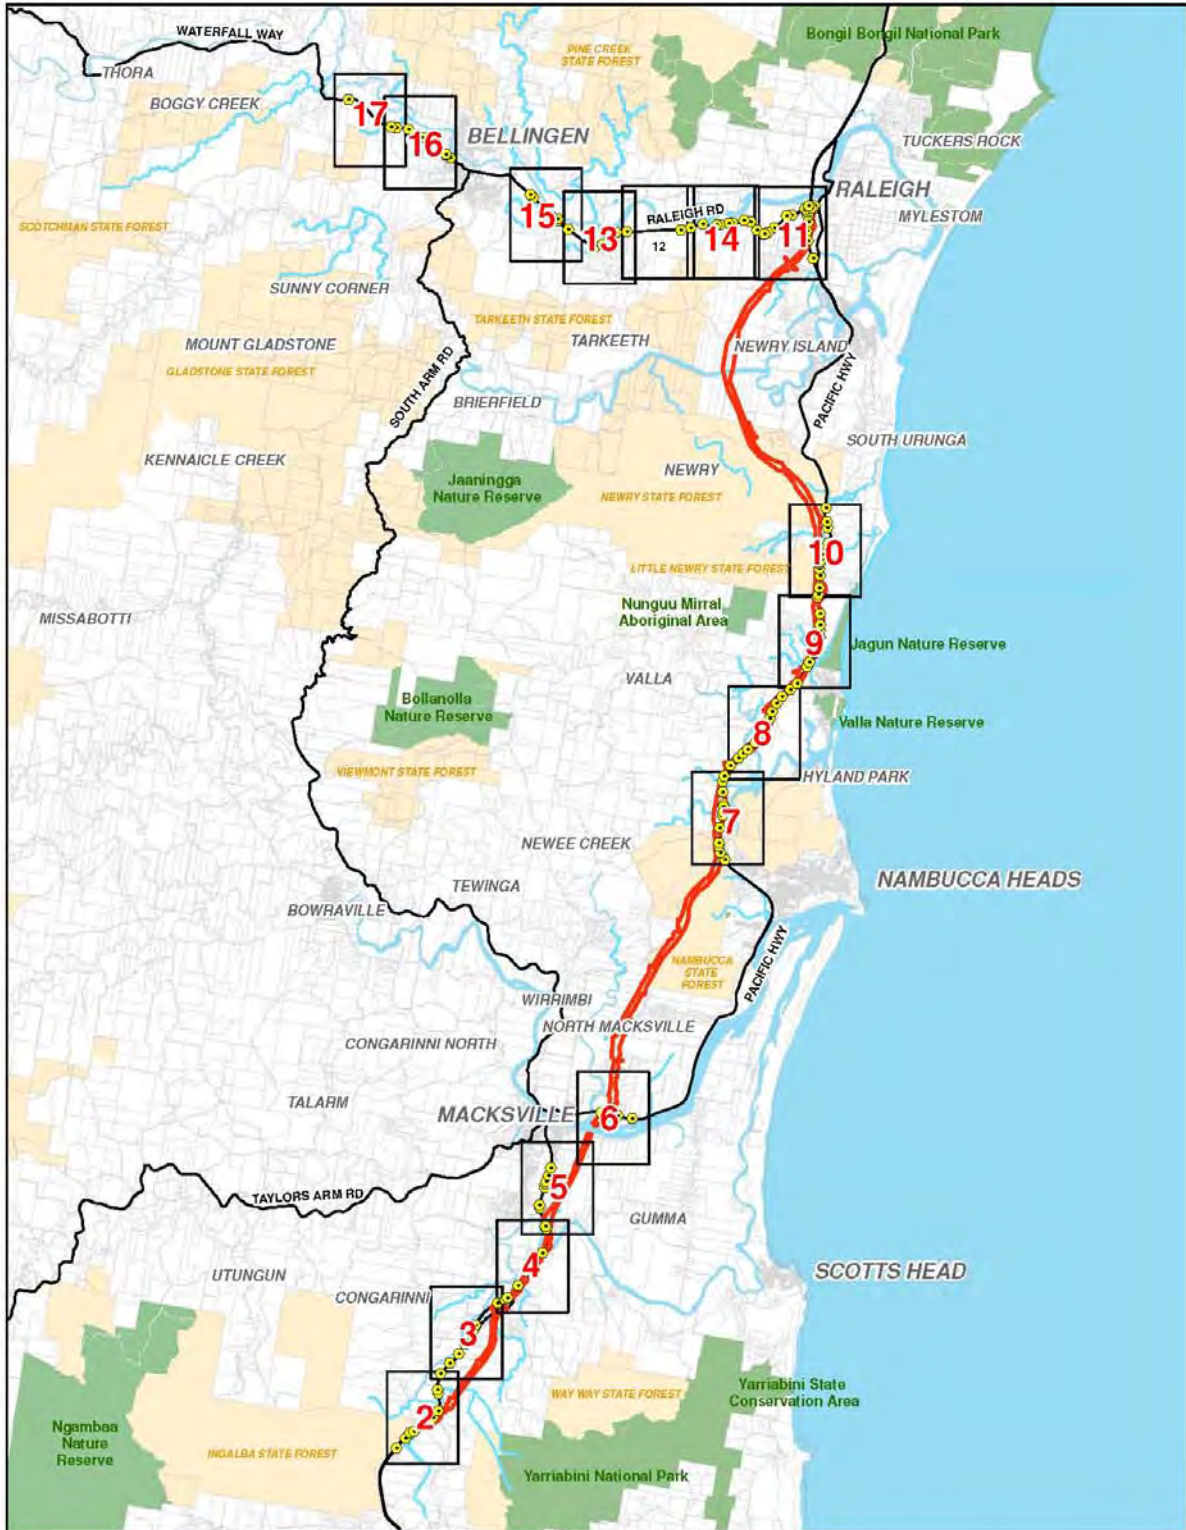 Bongil Bongil National Park
WATERFALL WAY
PINE CREEK
STATE FOREST
THORA
BOGGY CREEK
17
16
BELLINGEN
TUCKERS ROCK
RALEIGH
MYLESTOM
SCOTCHMAN STATE FOREST
15
13
RALEIGH RD
12
14
11
SUNNY CORNER
TARKEETH STATE FOREST
TARKEETH
NEWRY ISLAND
MOUNT GLADSTONE
GLADSTONE STATE FOREST
SOUTH ARM RD
BRIERFIELD
PACIFIC HWY
SOUTH URUNGA
KENNAICLE CREEK
Jaaningga
Nature Reserve
NEWRY
NEWRY STATE FOREST
10
LITTLE NEWRY STATE FOREST
MISSABOTTI
Nunguu Mirral
Aboriginal Area
9
Jagun Nature Reserve
VALLA
Bollanolla
Nature Reserve
8
Valla Nature Reserve
VIEWMONT STATE FOREST
HYLAND PARK
7
NEWEE CREEK
TEWINGA
NAMBUCCA HEADS
BOWRAVILLE
NAMBUCCA
STATE
FOREST
PACIFIC HWY
WIRRIMBI
NORTH MACKSVILLE
CONGARINNI NORTH
TALARM
MACKSVILLE
6
5
TAYLORS ARM RD
GUMMA
4
SCOTTS HEAD
UTUNGUN
CONGARINNI
3
WAY WAY STATE FOREST
Yarriabini State
Conservation Area
2
Ngambaa
Nature
Reserve
INGALBA STATE FOREST
Yarriabini National Park